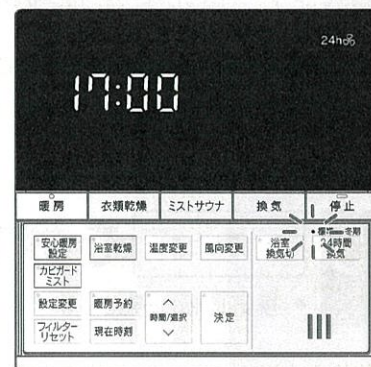 24h
17:00
暖房 衣類乾燥 ミストサウナ 換気 停止
安心暖房
設定
浴室乾燥 温度変更 風向変更
浴室
換気切
標準 冬期
24時間
換気
カビガード
ミスト
設定変更 暖房予約
時間/選択
決定
フィルター
リセット
現在時刻